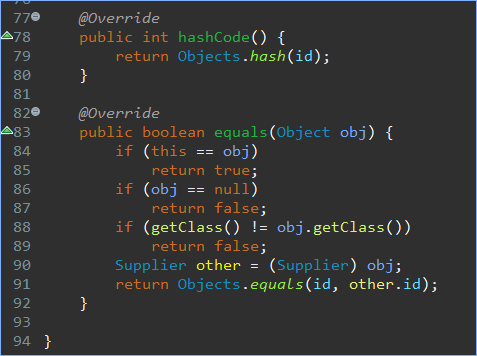 77 @Override
78 public int hashCode() {
79 return Objects.hash(id);
80 }
81
82 @Override
83 public boolean equals(Object obj) {
84 if (this == obj)
85 return true;
86 if (obj == null)
87 return false;
88 if (getClass() != obj.getClass())
89 return false;
90 Supplier other = (Supplier) obj;
91 return Objects.equals(id, other.id);
92 }
93
94 }